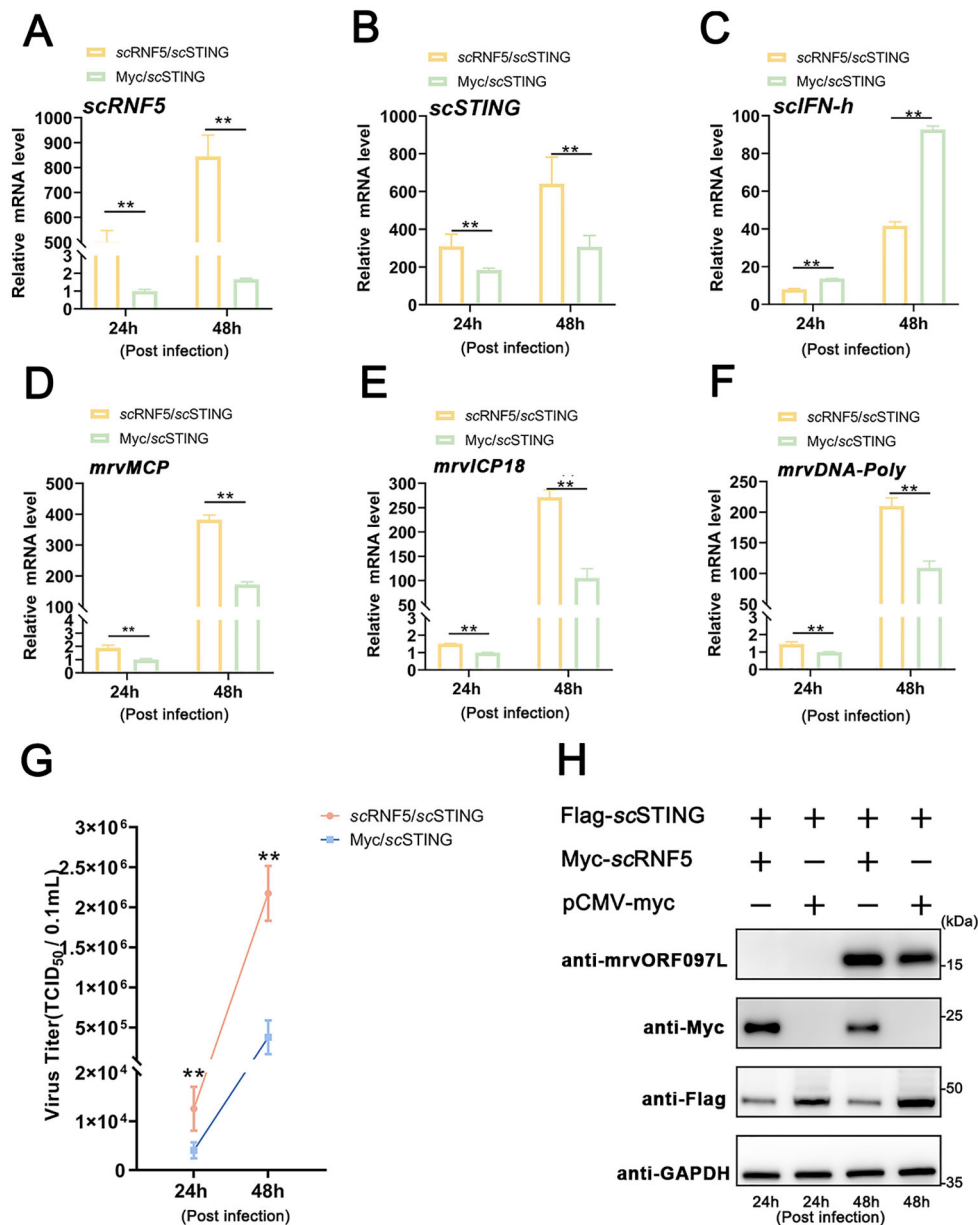 A
scRNF5/scSTING
Myc/scSTING
scRNF5
Relative mRNA level
1000
900
800
700
600
500
2
1
0
**
**
24h
48h
(Post infection)
B
scRNF5/scSTING
Myc/scSTING
scSTING
Relative mRNA level
1000
800
600
400
200
0
**
**
24h
48h
(Post infection)
C
scRNF5/scSTING
Myc/scSTING
scIFN-h
Relative mRNA level
100
80
60
40
20
0
**
**
24h
48h
(Post infection)
D
scRNF5/scSTING
Myc/scSTING
mrvMCP
Relative mRNA level
500
400
300
200
100
4
3
2
1
0
**
**
24h
48h
(Post infection)
E
scRNF5/scSTING
Myc/scSTING
mrvICP18
Relative mRNA level
300
250
200
150
100
50
3
2
1
0
**
**
24h
48h
(Post infection)
F
scRNF5/scSTING
Myc/scSTING
mrvDNA-Poly
Relative mRNA level
250
200
150
100
50
3
2
1
0
**
**
24h
48h
(Post infection)
G
scRNF5/scSTING
Myc/scSTING
Virus Titer(TCID50/ 0.1mL)
3×10⁶
2.5×10⁶
2×10⁶
2×10⁶
1×10⁶
5×10⁵
2×10⁴
1×10⁴
0
**
**
24h
48h
(Post infection)
H
Flag-scSTING + + + +
Myc-scRNF5 + − + −
pCMV-myc − + − +
(kDa)
anti-mrvORF097L
15
anti-Myc
25
anti-Flag
50
anti-GAPDH
35
24h 24h 48h 48h
(Post infection)